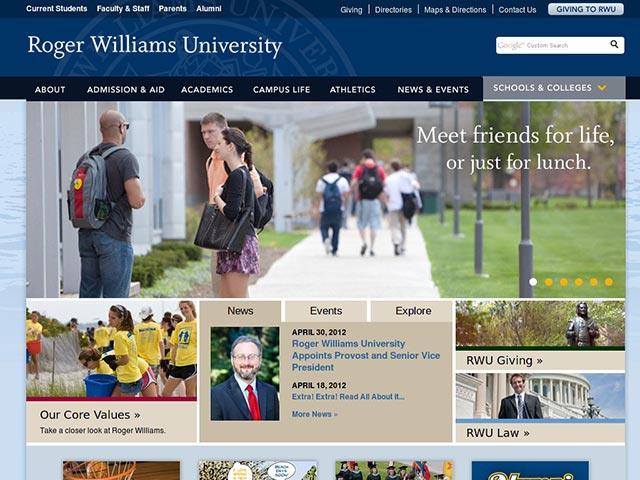 Current Students Faculty & Staff Parents Alumni
Giving Directories Maps & Directions Contact Us GIVING TO RWU
Roger Williams University
Google™ Custom Search
ABOUT ADMISSION & AID ACADEMICS CAMPUS LIFE ATHLETICS NEWS & EVENTS SCHOOLS & COLLEGES
Meet friends for life,
or just for lunch.
News Events Explore
APRIL 30, 2012
Roger Williams University
Appoints Provost and Senior Vice
President
APRIL 18, 2012
Extra! Extra! Read All About it...
More News »
Our Core Values »
Take a closer look at Roger Williams.
RWU Giving »
RWU Law »
Alumni